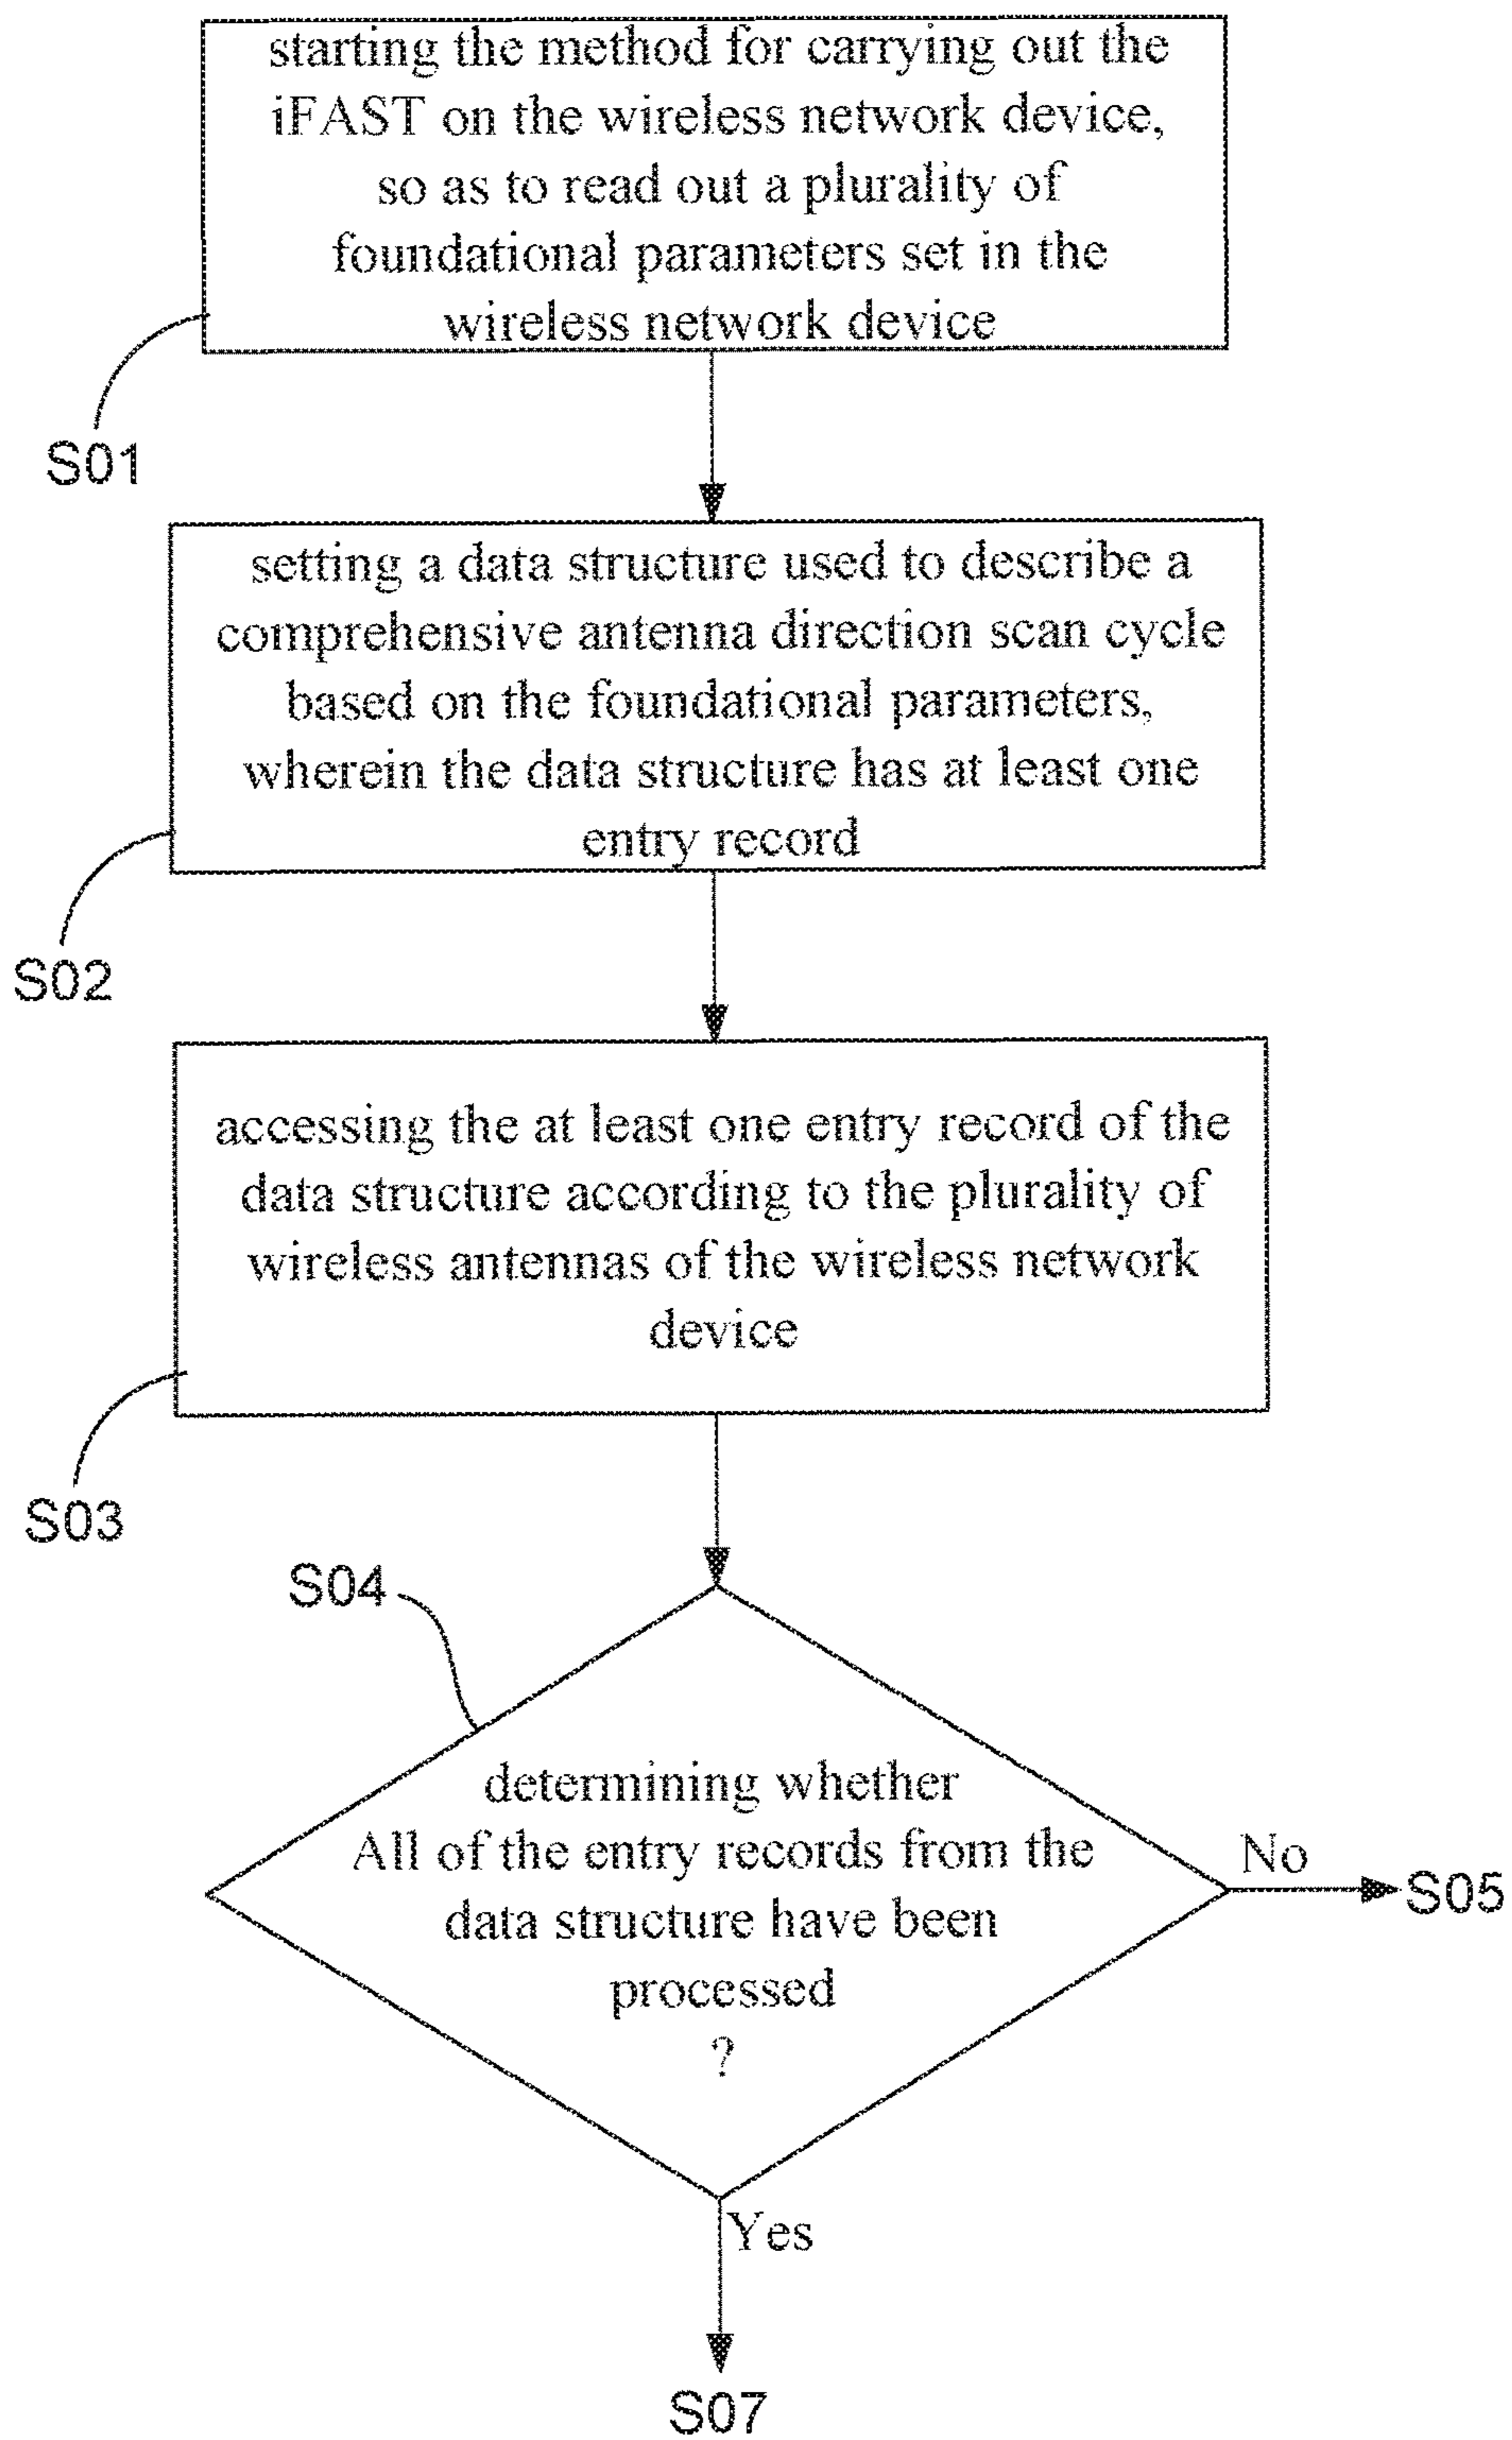 starting the method for carrying out the
iFAST on the wireless network device,
so as to read out a plurality of
foundational parameters set in the
wireless network device
S01
setting a data structure used to describe a
comprehensive antenna direction scan cycle
based on the foundational parameters,
wherein the data structure has at least one
entry record
S02
accessing the at least one entry record of the
data structure according to the plurality of
wireless antennas of the wireless network
device
S03
S04
determining whether
All of the entry records from the
data structure have been
processed
?
No
S05
Yes
S07